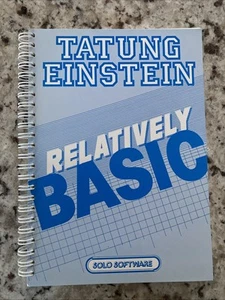 TATUNG
EINSTEIN
RELATIVELY
BASIC
SOLO SOFTWARE